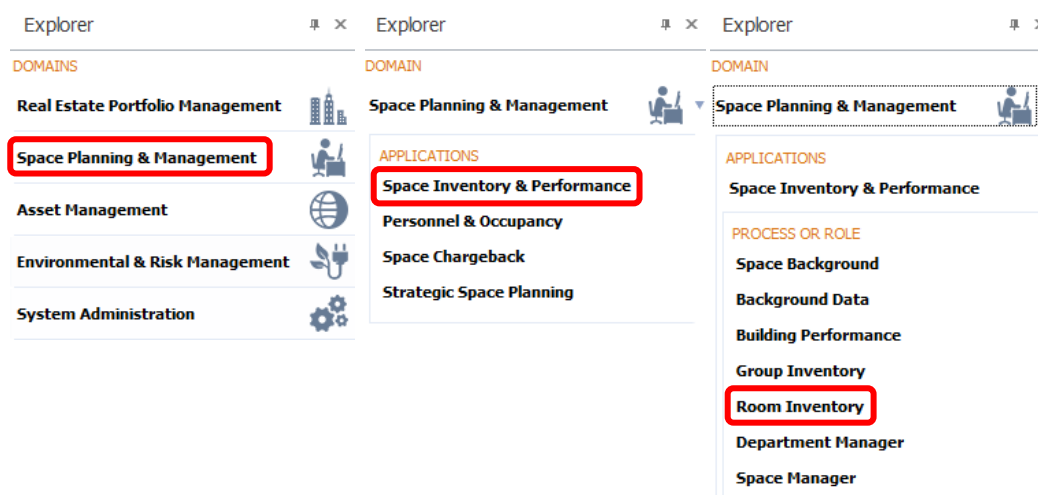 Explorer
DOMAINS
Real Estate Portfolio Management
Space Planning & Management
Asset Management
Environmental & Risk Management
System Administration
Explorer
DOMAIN
Space Planning & Management
APPLICATIONS
Space Inventory & Performance
Personnel & Occupancy
Space Chargeback
Strategic Space Planning
Explorer
DOMAIN
Space Planning & Management
APPLICATIONS
Space Inventory & Performance
PROCESS OR ROLE
Space Background
Background Data
Building Performance
Group Inventory
Room Inventory
Department Manager
Space Manager